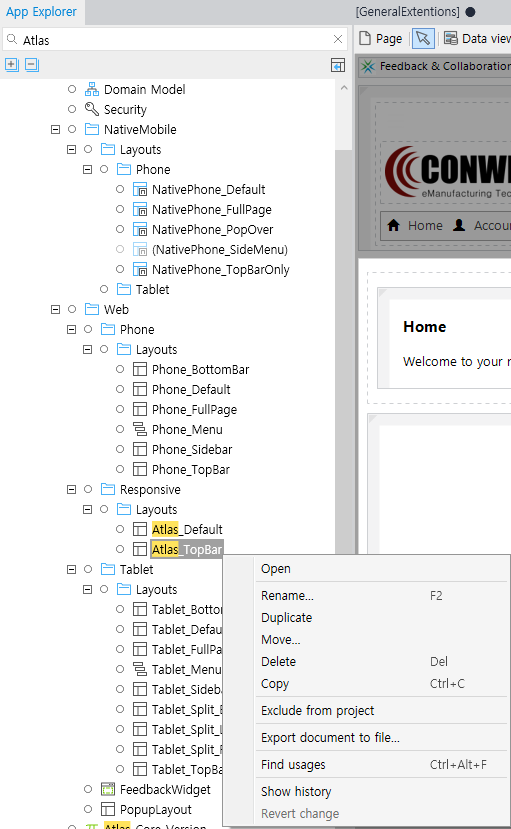 App Explorer
[GeneralExtentions]
Atlas
Page
Data view
Feedback & Collaboration
Domain Model
Security
NativeMobile
Layouts
Phone
NativePhone_Default
NativePhone_FullPage
NativePhone_PopOver
(NativePhone_SideMenu)
NativePhone_TopBarOnly
Tablet
Web
Phone
Layouts
Phone_BottomBar
Phone_Default
Phone_FullPage
Phone_Menu
Phone_Sidebar
Phone_TopBar
Responsive
Layouts
Atlas_Default
Atlas_TopBar
Tablet
Layouts
Tablet_Botto
Tablet_Defau
Tablet_FullPa
Tablet_Menu
Tablet_Sideba
Tablet_Split_
Tablet_Split_
Tablet_Split_
Tablet_TopBa
FeedbackWidget
PopupLayout
Atlas_Core_Version
CONW
eManufacturing Tec
Home
Accou
Home
Welcome to your
Open
Rename... F2
Duplicate
Move...
Delete Del
Copy Ctrl+C
Exclude from project
Export document to file...
Find usages Ctrl+Alt+F
Show history
Revert change